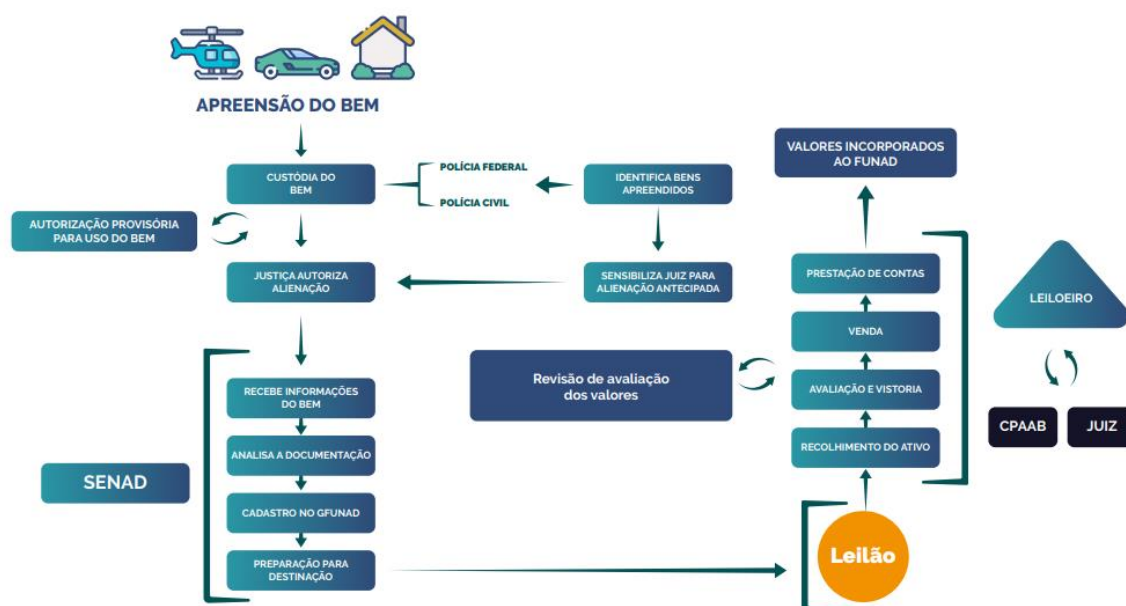 APREENSÃO DO BEM
CUSTÓDIA DO
BEM
POLÍCIA FEDERAL
POLÍCIA CIVIL
IDENTIFICA BENS
APREENDIDOS
VALORES INCORPORADOS
AO FUNAD
AUTORIZAÇÃO PROVISÓRIA
PARA USO DO BEM
JUSTIÇA AUTORIZA
ALIENAÇÃO
SENSIBILIZA JUIZ PARA
ALIENAÇÃO ANTECIPADA
PRESTAÇÃO DE CONTAS
LEILOEIRO
VENDA
Revisão de avaliação
dos valores
AVALIAÇÃO E VISTORIA
RECOLHIMENTO DO ATIVO
CPAAB
JUIZ
SENAD
RECEBE INFORMAÇÕES
DO BEM
ANALISA A DOCUMENTAÇÃO
CADASTRO NO GFUNAD
PREPARAÇÃO PARA
DESTINAÇÃO
Leilão